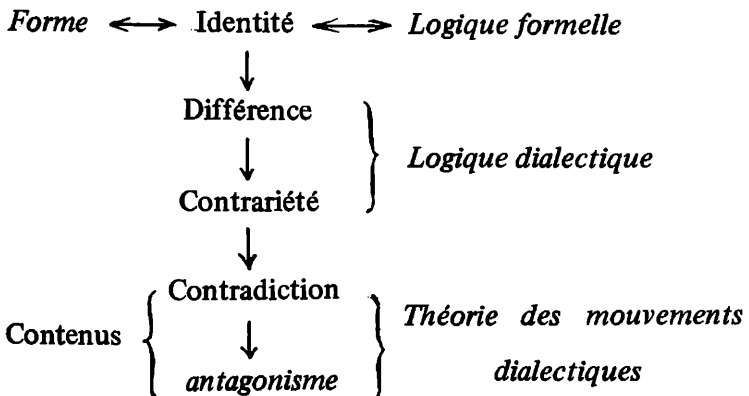 Forme ⟷ Identité ⟷ Logique formelle
Différence
Logique dialectique
Contrariété
Contradiction
Contenus
Théorie des mouvements
dialectiques
antagonisme